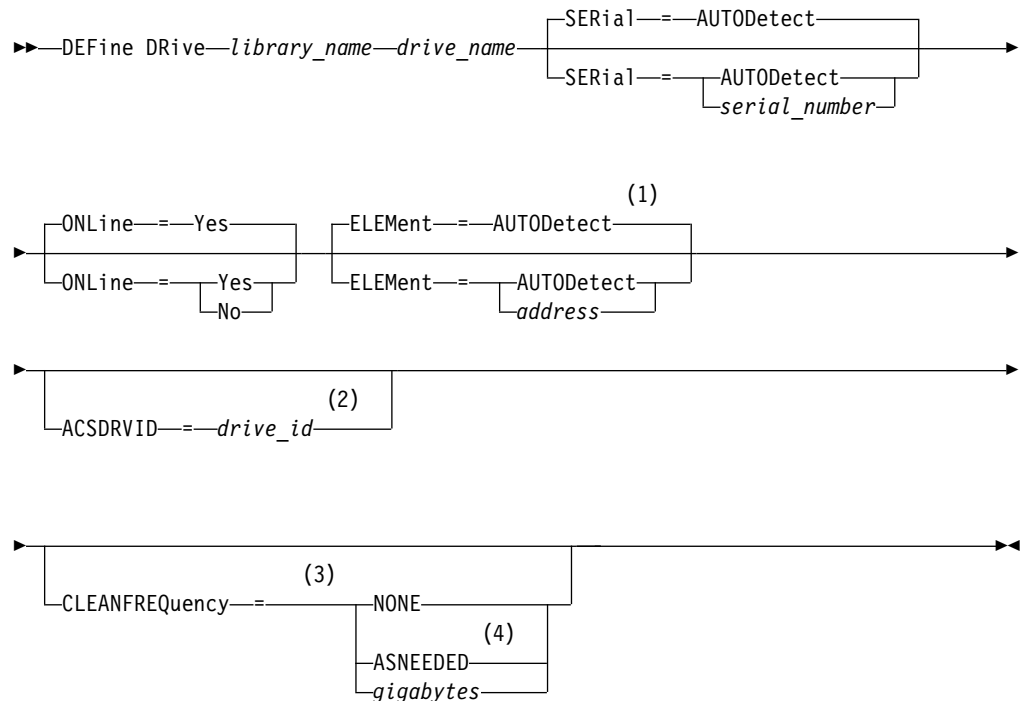 SERial = AUTODetect
DEFine DRive library_name drive_name
SERial = AUTODetect
serial_number
(1)
ONLine = Yes ELEMent = AUTODetect
ONLine = Yes ELEMent = AUTODetect
No address
(2)
ACSDRVID = drive_id
(3)
CLEANFREQuency = NONE
(4)
ASNEEDED
gigabytes